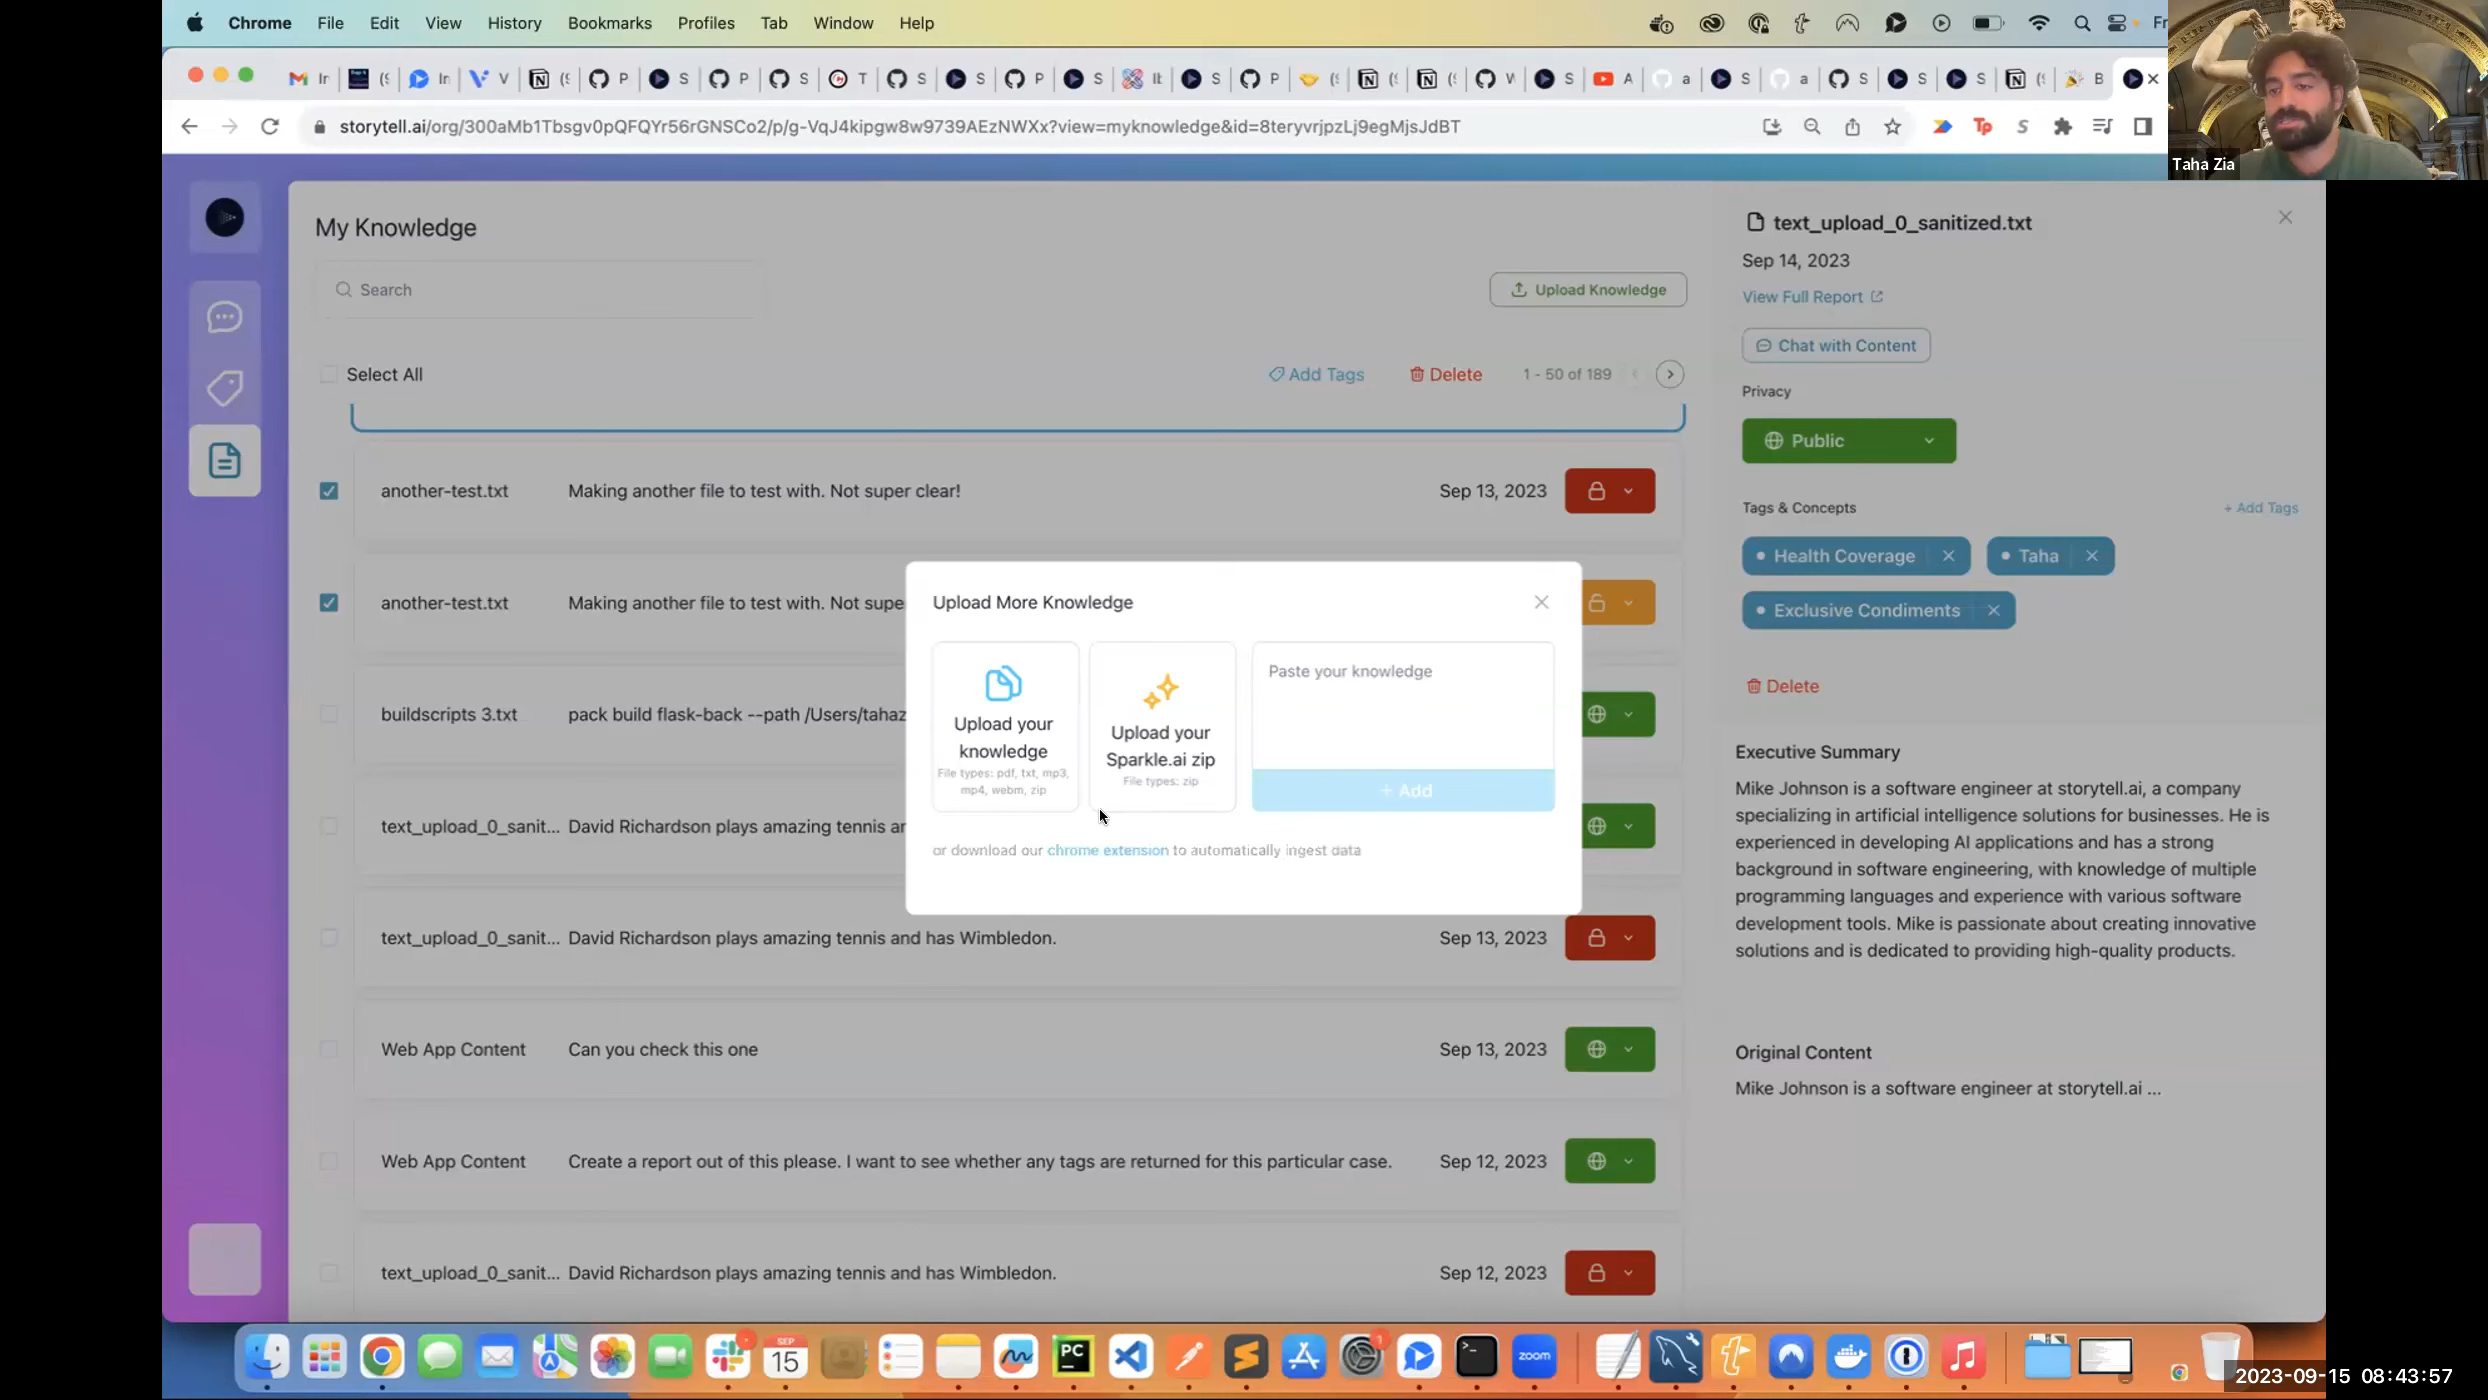 Chrome File Edit View History Bookmarks Profiles Tab Window Help
storytell.ai/org/300aMb1Tbsgv0pQFQYr56rGNSCo2/p/g-VqJ4kipgw8w9739AEzNWXx?view=myknowledge&id=8teryvrjpzLj9egMjsJdBT
Taha Zia
My Knowledge
Search
Upload Knowledge
Select All
Add Tags
Delete
1 - 50 of 189
another-test.txt Making another file to test with. Not super clear! Sep 13, 2023
another-test.txt Making another file to test with. Not supe
buildscripts 3.txt pack build flask-back --path /Users/tahaz
text_upload_0_sanit... David Richardson plays amazing tennis ar
text_upload_0_sanit... David Richardson plays amazing tennis and has Wimbledon. Sep 13, 2023
Web App Content Can you check this one Sep 13, 2023
Web App Content Create a report out of this please. I want to see whether any tags are returned for this particular case. Sep 12, 2023
text_upload_0_sanit... David Richardson plays amazing tennis and has Wimbledon. Sep 12, 2023
Upload More Knowledge
Upload your
knowledge
File types: pdf, txt, mp3,
mp4, webm, zip
Upload your
Sparkle.ai zip
File types: zip
Paste your knowledge
+ Add
or download our chrome extension to automatically ingest data
text_upload_0_sanitized.txt
Sep 14, 2023
View Full Report
Chat with Content
Privacy
Public
Tags & Concepts
+ Add Tags
Health Coverage
Taha
Exclusive Condiments
Delete
Executive Summary
Mike Johnson is a software engineer at storytell.ai, a company
specializing in artificial intelligence solutions for businesses. He is
experienced in developing AI applications and has a strong
background in software engineering, with knowledge of multiple
programming languages and experience with various software
development tools. Mike is passionate about creating innovative
solutions and is dedicated to providing high-quality products.
Original Content
Mike Johnson is a software engineer at storytell.ai ...
SEP
15
PC
zoom
2023-09-15 08:43:57